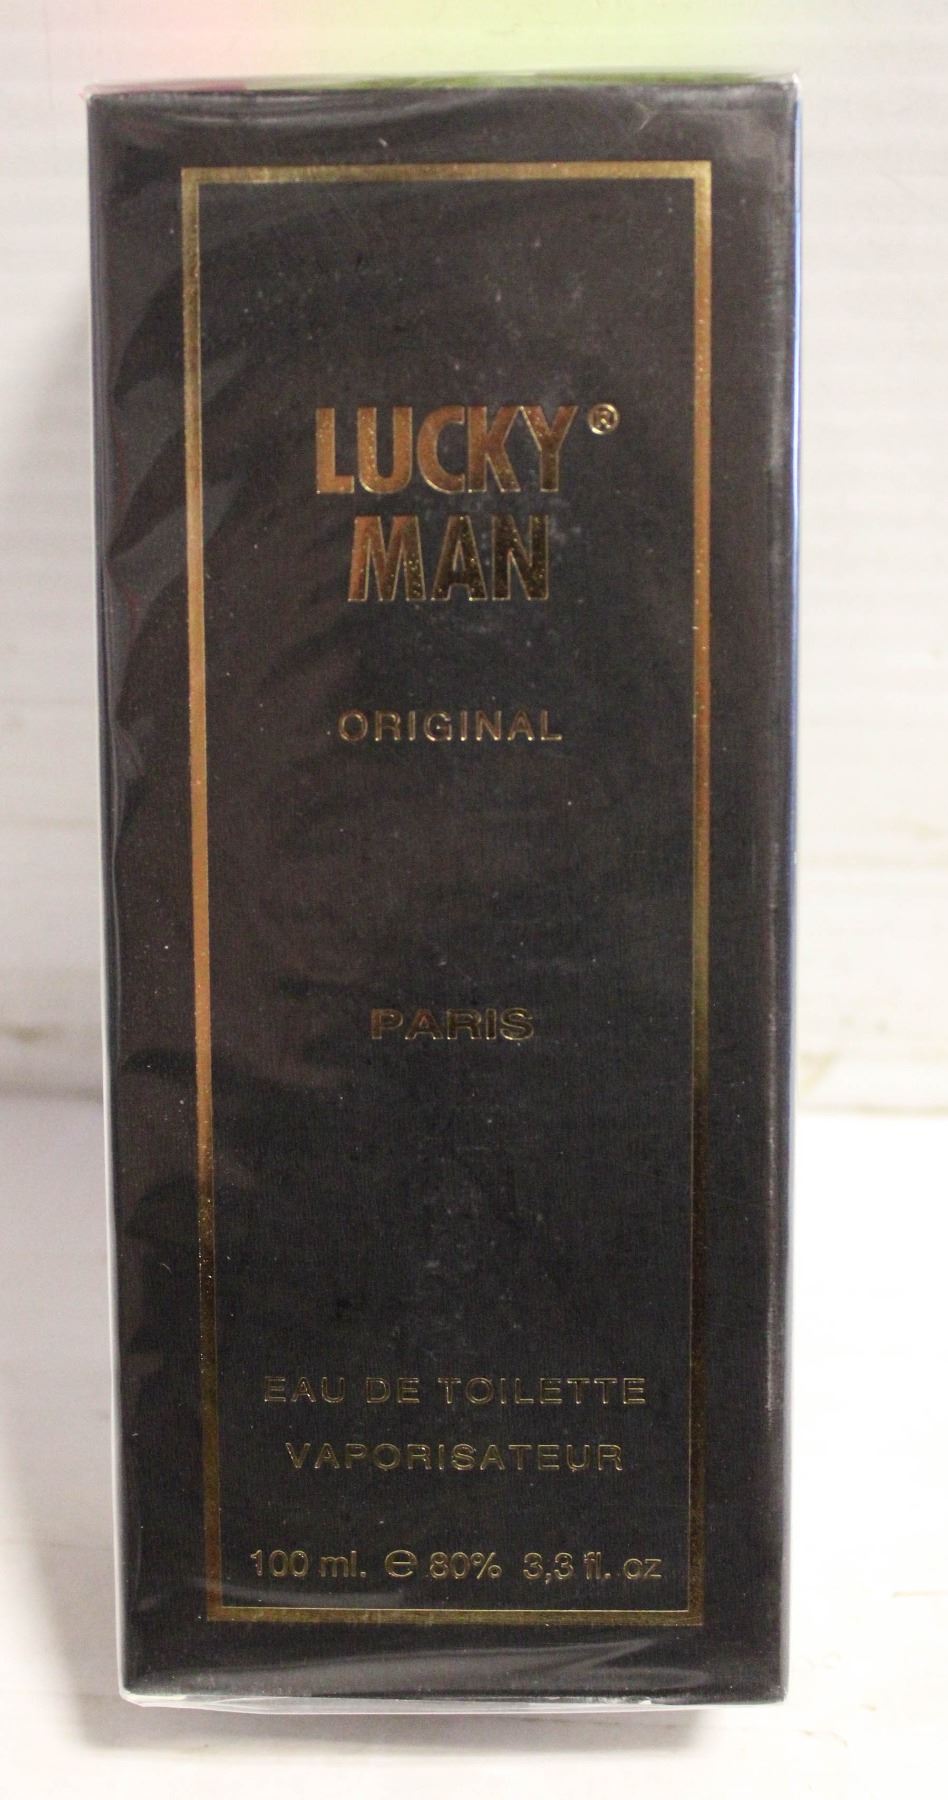 LUCKY®
MAN
ORIGINAL
PARIS
EAU DE TOILETTE
VAPORISATEUR
100 ml. ℮ 80% 3,3 fl. oz